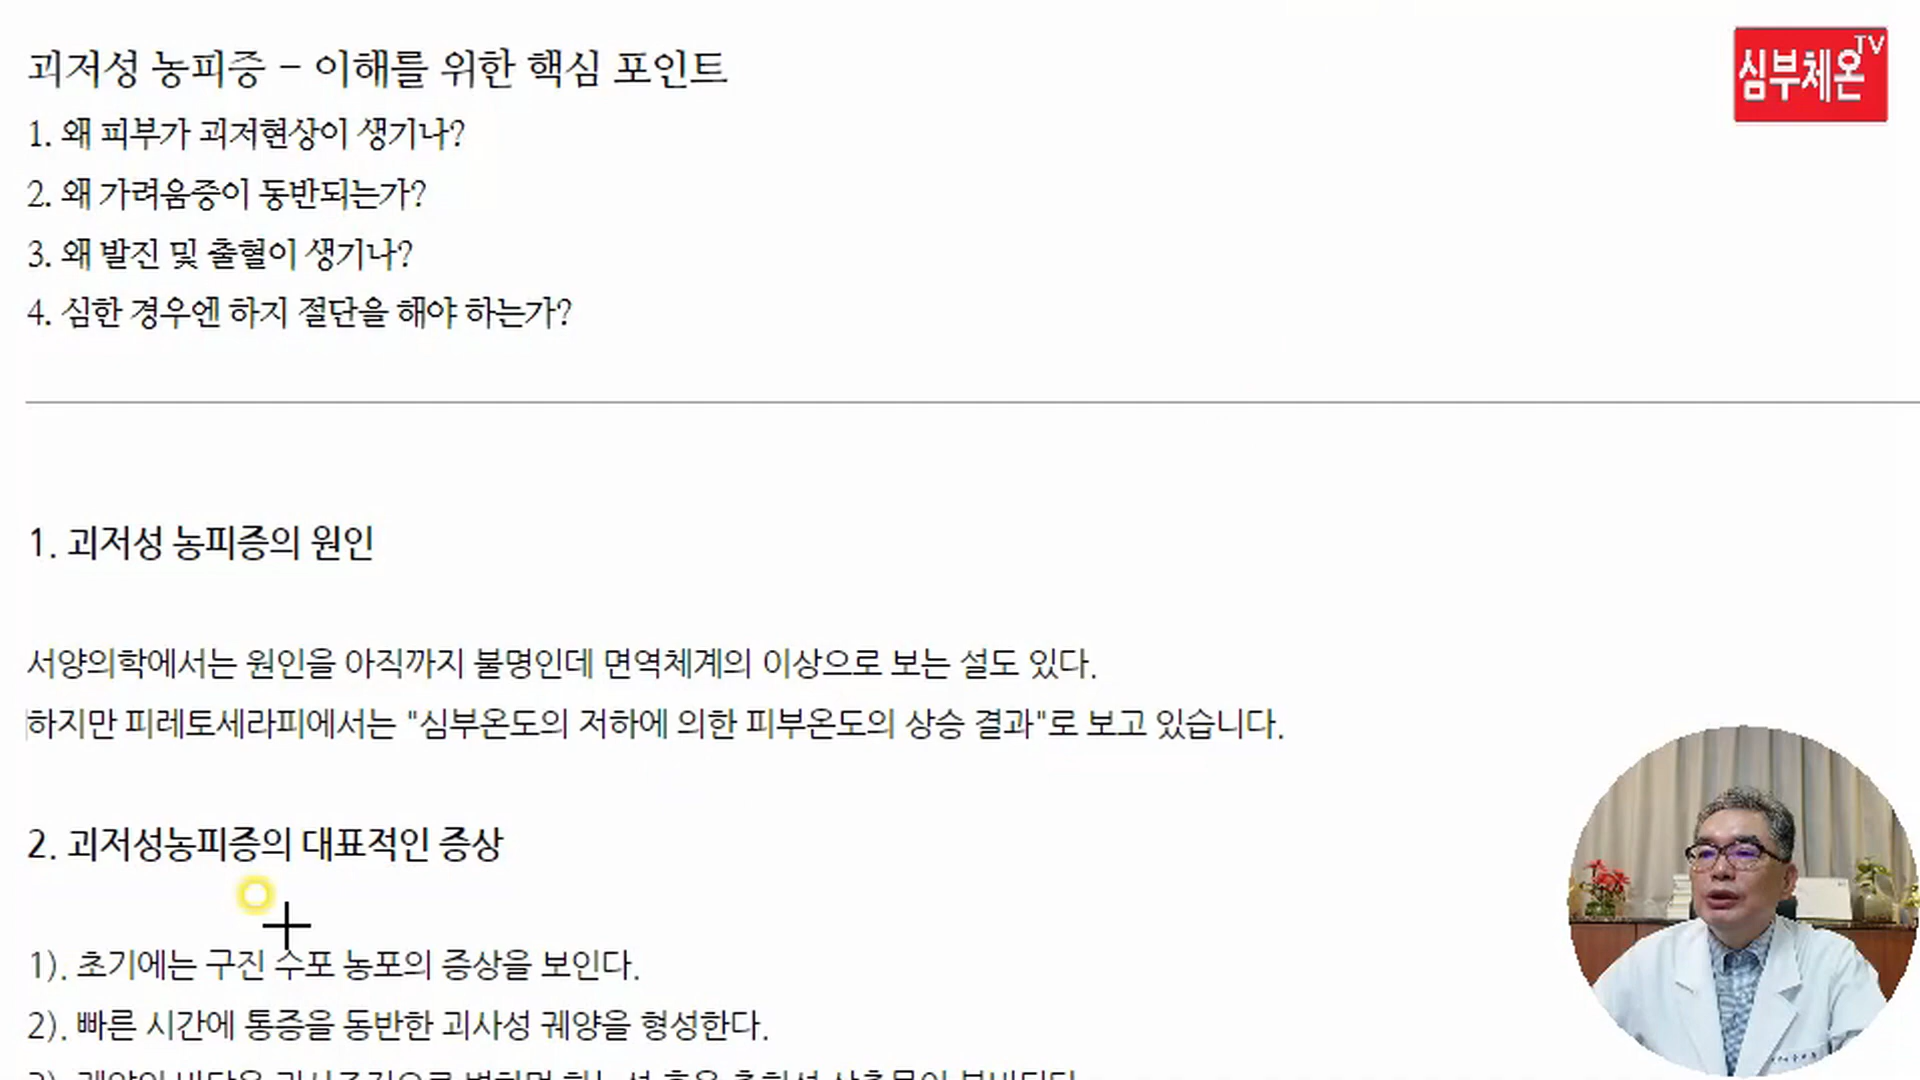 괴저성 농피증 - 이해를 위한 핵심 포인트
1. 왜 피부가 괴저현상이 생기나?
2. 왜 가려움증이 동반되는가?
3. 왜 발진 및 출혈이 생기나?
4. 심한 경우엔 하지 절단을 해야 하는가?
심부체온TV
1. 괴저성 농피증의 원인
서양의학에서는 원인을 아직까지 불명인데 면역체계의 이상으로 보는 설도 있다.
하지만 피레토세라피에서는 "심부온도의 저하에 의한 피부온도의 상승 결과"로 보고 있습니다.
2. 괴저성농피증의 대표적인 증상
1). 초기에는 구진 수포 농포의 증상을 보인다.
2). 빠른 시간에 통증을 동반한 괴사성 궤양을 형성한다.